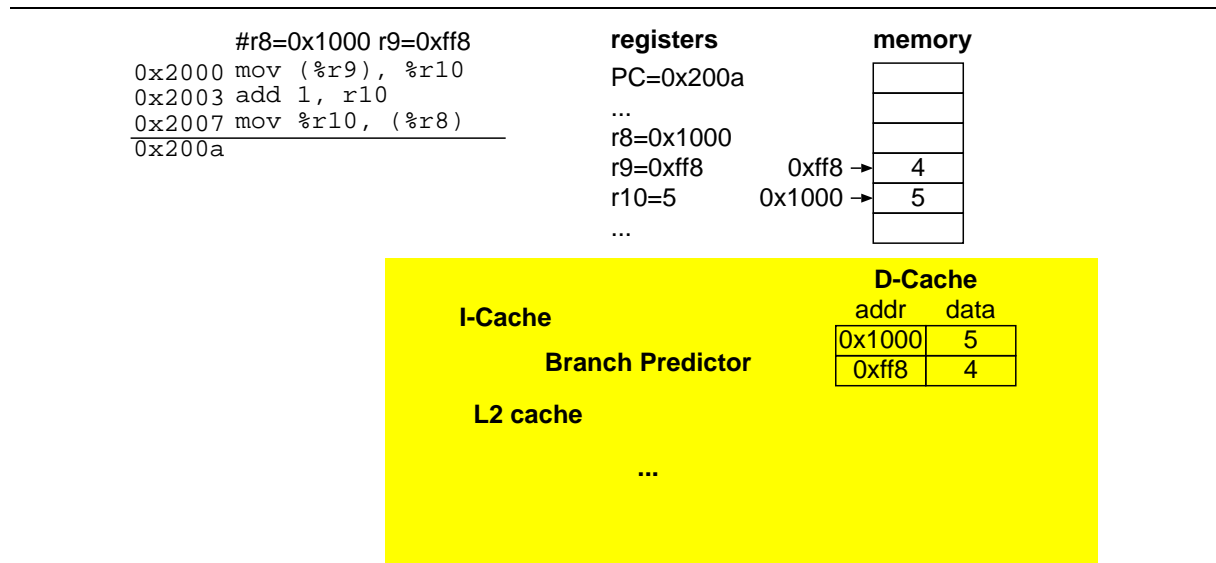 #r8=0x1000 r9=0xff8
0x2000 mov (%r9), %r10
0x2003 add 1, r10
0x2007 mov %r10, (%r8)
0x200a
registers
PC=0x200a
...
r8=0x1000
r9=0xff8
r10=5
...
memory
0xff8 4
0x1000 5
I-Cache
Branch Predictor
L2 cache
...
D-Cache
addr data
0x1000 5
0xff8 4